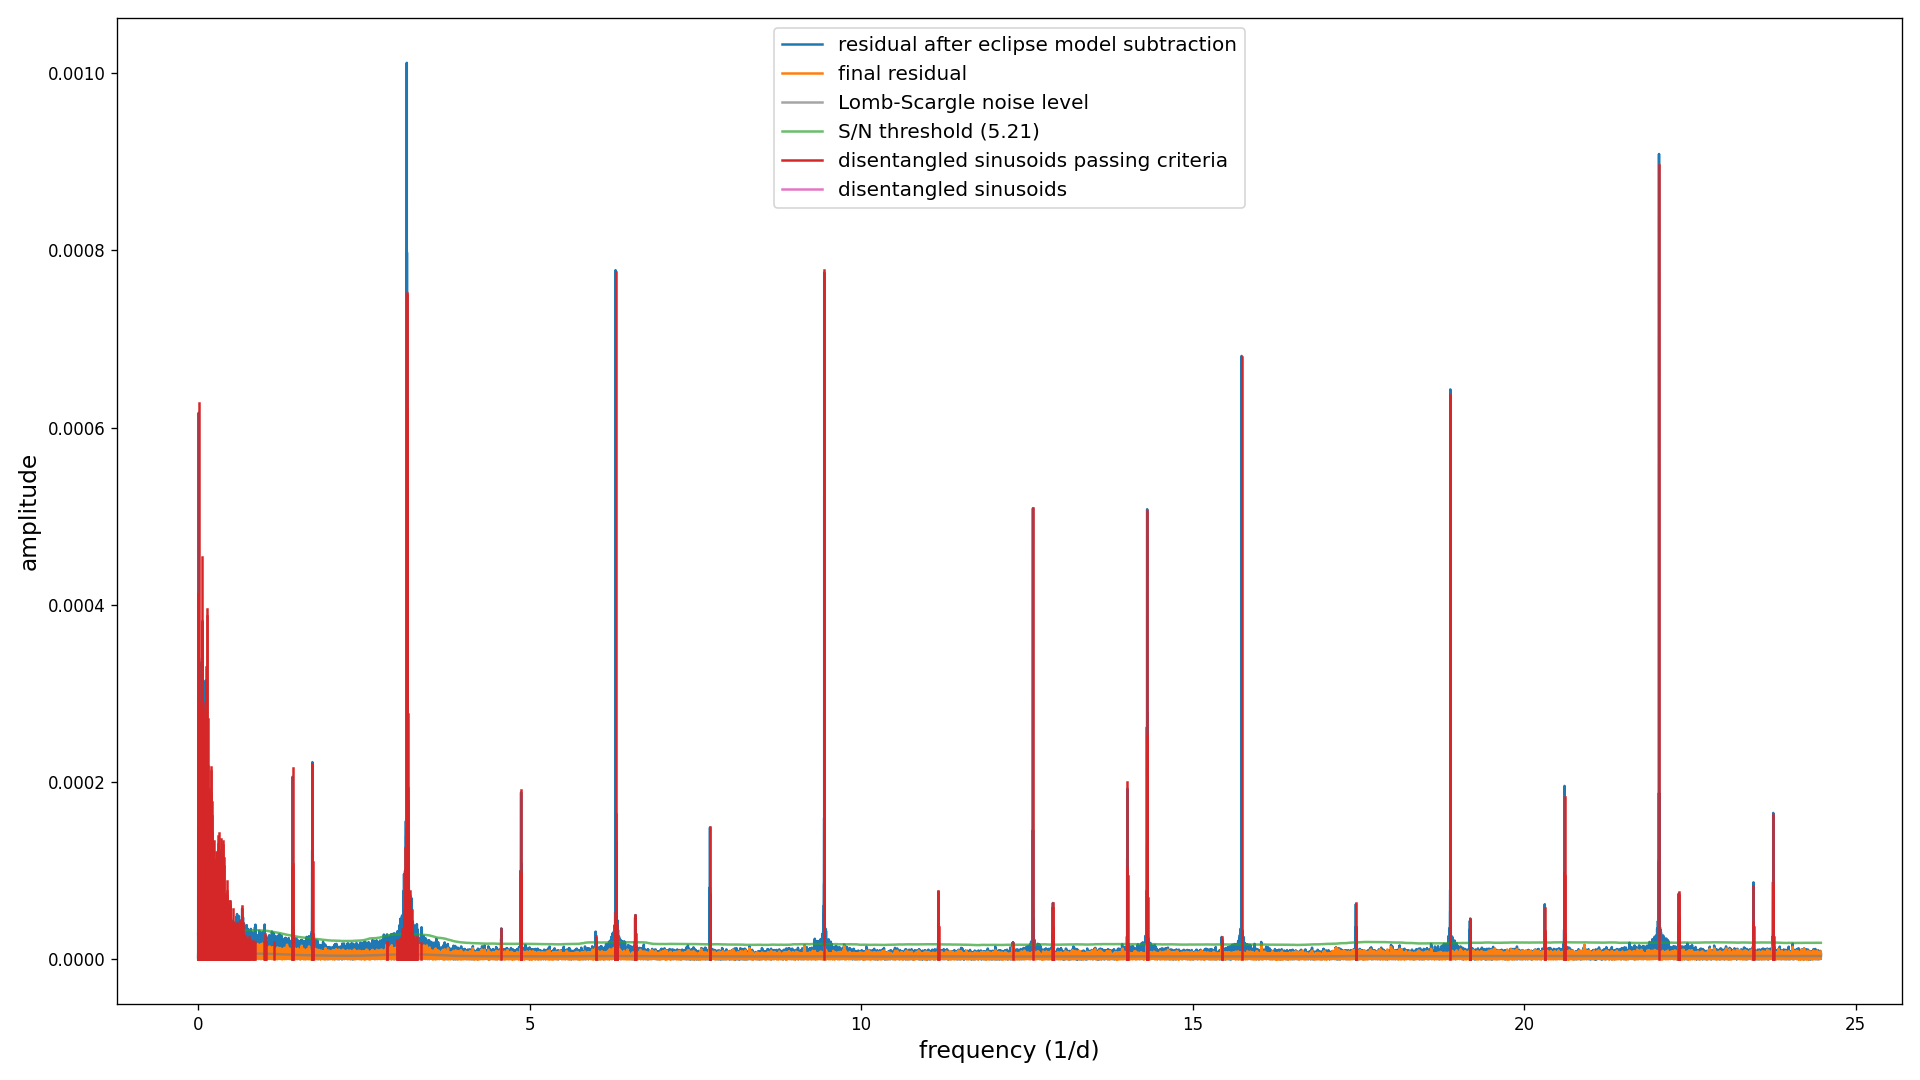 residual after eclipse model subtraction
final residual
Lomb-Scargle noise level
S/N threshold (5.21)
disentangled sinusoids passing criteria
disentangled sinusoids
0.0010
0.0008
0.0006
0.0004
0.0002
0.0000
amplitude
0 5 10 15 20 25
frequency (1/d)